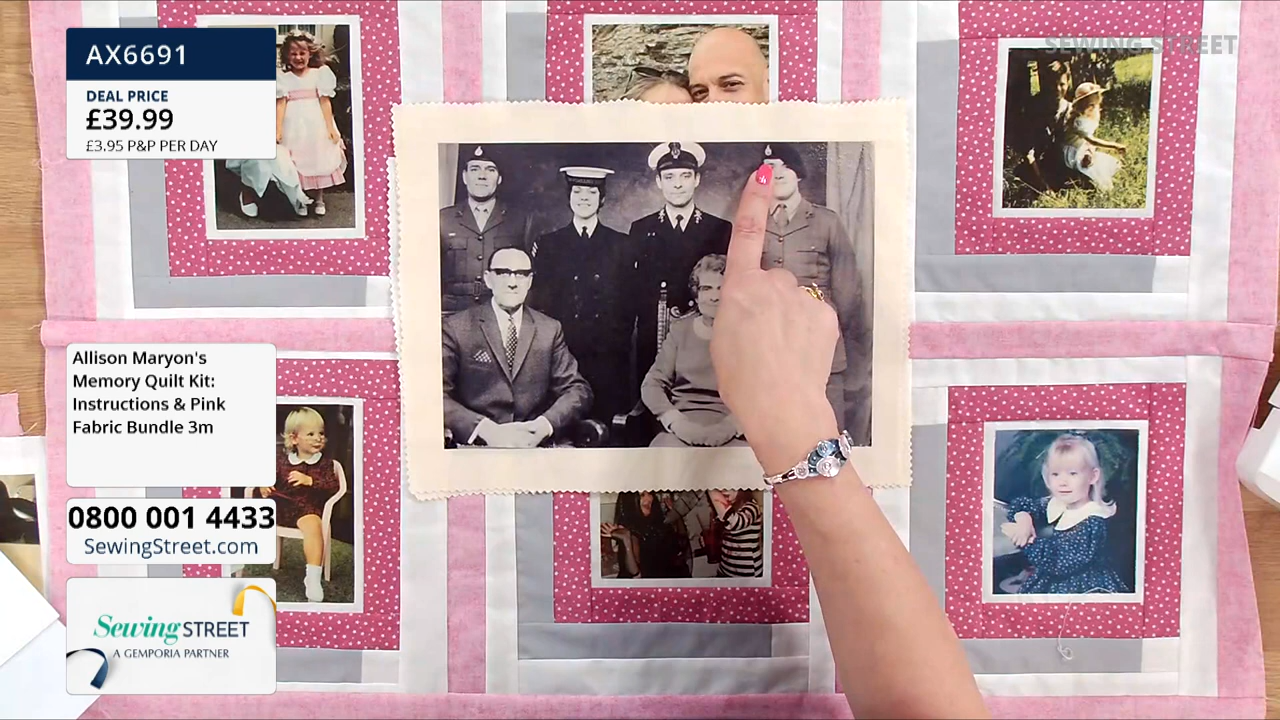 AX6691
DEAL PRICE
£39.99
£3.95 P&P PER DAY
SEWING STREET
Allison Maryon's
Memory Quilt Kit:
Instructions & Pink
Fabric Bundle 3m
0800 001 4433
SewingStreet.com
Sewing STREET
A GEMPORIA PARTNER